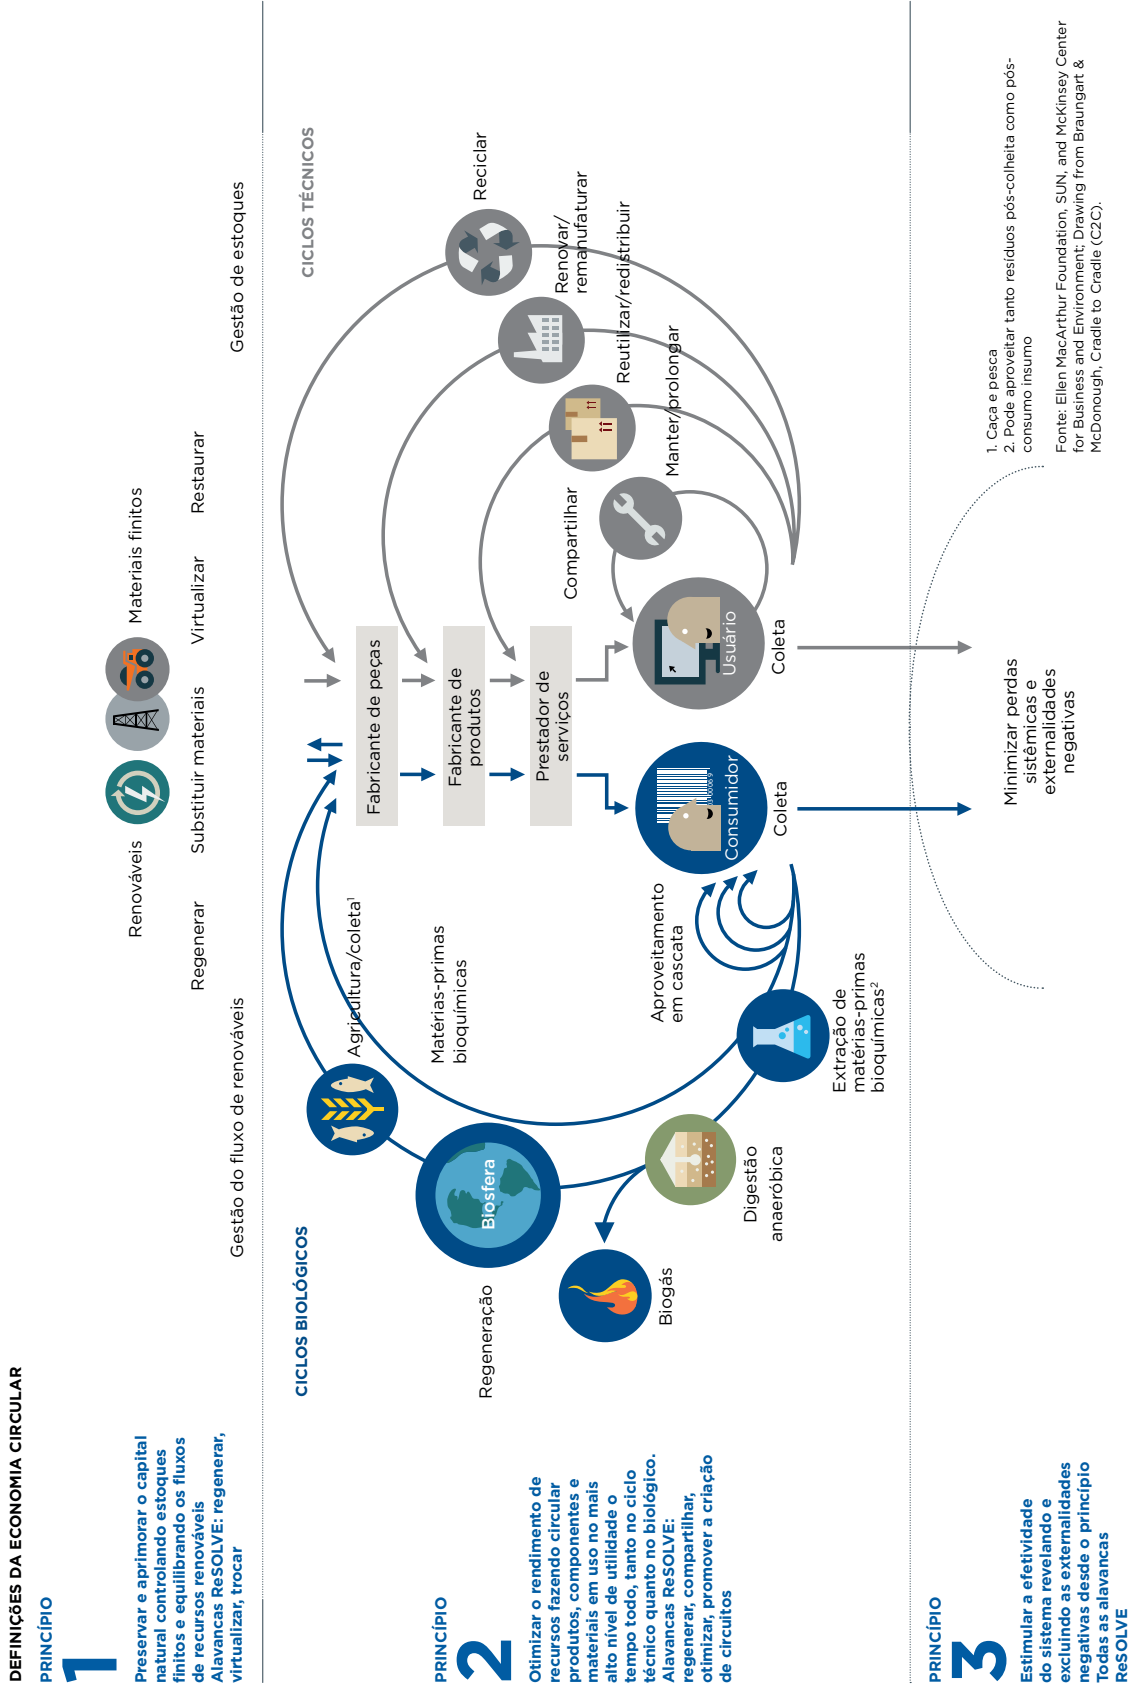 DEFINIÇÕES DA ECONOMIA CIRCULAR
PRINCÍPIO
1
Preservar e aprimorar o capital
natural controlando estoques
finitos e equilibrando os fluxos
de recursos renováveis
Alavancas ReSOLVE: regenerar,
virtualizar, trocar
Renováveis
Materiais finitos
Regenerar
Substituir materiais
Virtualizar
Restaurar
Gestão do fluxo de renováveis
Gestão de estoques
PRINCÍPIO
2
Otimizar o rendimento de
recursos fazendo circular
produtos, componentes e
materiais em uso no mais
alto nível de utilidade o
tempo todo, tanto no ciclo
técnico quanto no biológico.
Alavancas ReSOLVE:
regenerar, compartilhar,
otimizar, promover a criação
de circuitos
CICLOS BIOLÓGICOS
Regeneração
Biosfera
Agricultura/coleta1
Matérias-primas
bioquímicas
Biogás
Digestão
anaeróbica
Extração de
matérias-primas
bioquímicas2
Aproveitamento
em cascata
Fabricante de peças
Fabricante de
produtos
Prestador de
serviços
Consumidor
Coleta
Usuário
Coleta
CICLOS TÉCNICOS
Reciclar
Renovar/
remanufaturar
Reutilizar/redistribuir
Manter/prolongar
Compartilhar
PRINCÍPIO
3
Estimular a efetividade
do sistema revelando e
excluindo as externalidades
negativas desde o princípio
Todas as alavancas
ReSOLVE
Minimizar perdas
sistêmicas e
externalidades
negativas
1. Caça e pesca
2. Pode aproveitar tanto resíduos pós-colheita como pós-
consumo insumo
Fonte: Ellen MacArthur Foundation, SUN, and McKinsey Center
for Business and Environment; Drawing from Braungart &
McDonough, Cradle to Cradle (C2C).